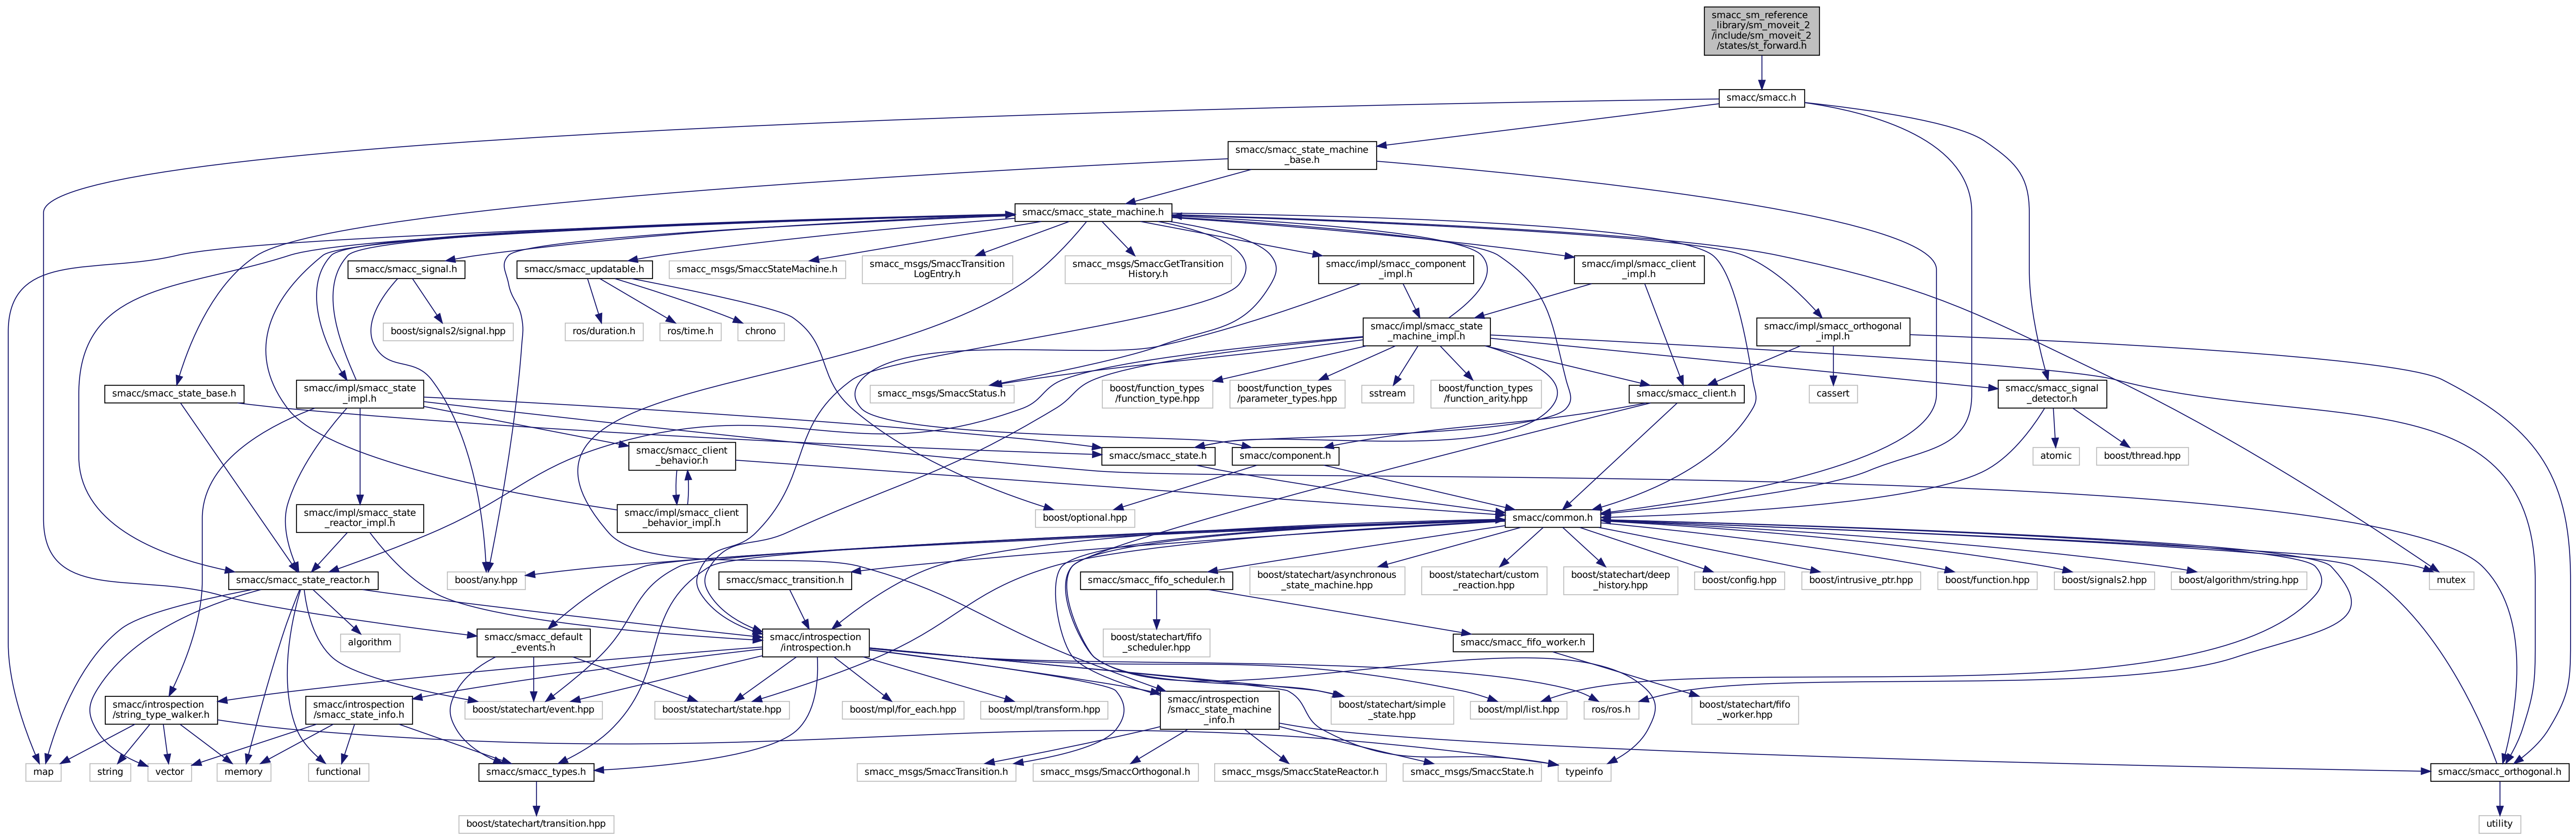 smacc_sm_reference
_library/sm_moveit_2
/include/sm_moveit_2
/states/st_forward.h
smacc/smacc.h
smacc/smacc_state_machine
_base.h
smacc/smacc_state_machine.h
smacc/smacc_signal.h
smacc/smacc_updatable.h
smacc_msgs/SmaccStateMachine.h
smacc_msgs/SmaccTransition
LogEntry.h
smacc_msgs/SmaccGetTransition
History.h
smacc/impl/smacc_component
_impl.h
smacc/impl/smacc_client
_impl.h
boost/signals2/signal.hpp
ros/duration.h
ros/time.h
chrono
smacc/impl/smacc_state
_machine_impl.h
smacc/impl/smacc_orthogonal
_impl.h
smacc/smacc_state_base.h
smacc/impl/smacc_state
_impl.h
smacc_msgs/SmaccStatus.h
boost/function_types
/function_type.hpp
boost/function_types
/parameter_types.hpp
sstream
boost/function_types
/function_arity.hpp
smacc/smacc_client.h
cassert
smacc/smacc_signal
_detector.h
smacc/smacc_client
_behavior.h
smacc/smacc_state.h
smacc/component.h
atomic
boost/thread.hpp
smacc/impl/smacc_state
_reactor_impl.h
smacc/impl/smacc_client
_behavior_impl.h
boost/optional.hpp
smacc/common.h
smacc/smacc_state_reactor.h
boost/any.hpp
smacc/smacc_transition.h
smacc/smacc_fifo_scheduler.h
boost/statechart/asynchronous
_state_machine.hpp
boost/statechart/custom
_reaction.hpp
boost/statechart/deep
_history.hpp
boost/config.hpp
boost/intrusive_ptr.hpp
boost/function.hpp
boost/signals2.hpp
boost/algorithm/string.hpp
mutex
algorithm
smacc/smacc_default
_events.h
smacc/introspection
/introspection.h
boost/statechart/fifo
_scheduler.hpp
smacc/smacc_fifo_worker.h
smacc/introspection
/string_type_walker.h
smacc/introspection
/smacc_state_info.h
boost/statechart/event.hpp
boost/statechart/state.hpp
boost/mpl/for_each.hpp
boost/mpl/transform.hpp
smacc/introspection
/smacc_state_machine
_info.h
boost/statechart/simple
_state.hpp
boost/mpl/list.hpp
ros/ros.h
boost/statechart/fifo
_worker.hpp
map
string
vector
memory
functional
smacc/smacc_types.h
smacc_msgs/SmaccTransition.h
smacc_msgs/SmaccOrthogonal.h
smacc_msgs/SmaccStateReactor.h
smacc_msgs/SmaccState.h
typeinfo
smacc/smacc_orthogonal.h
boost/statechart/transition.hpp
utility